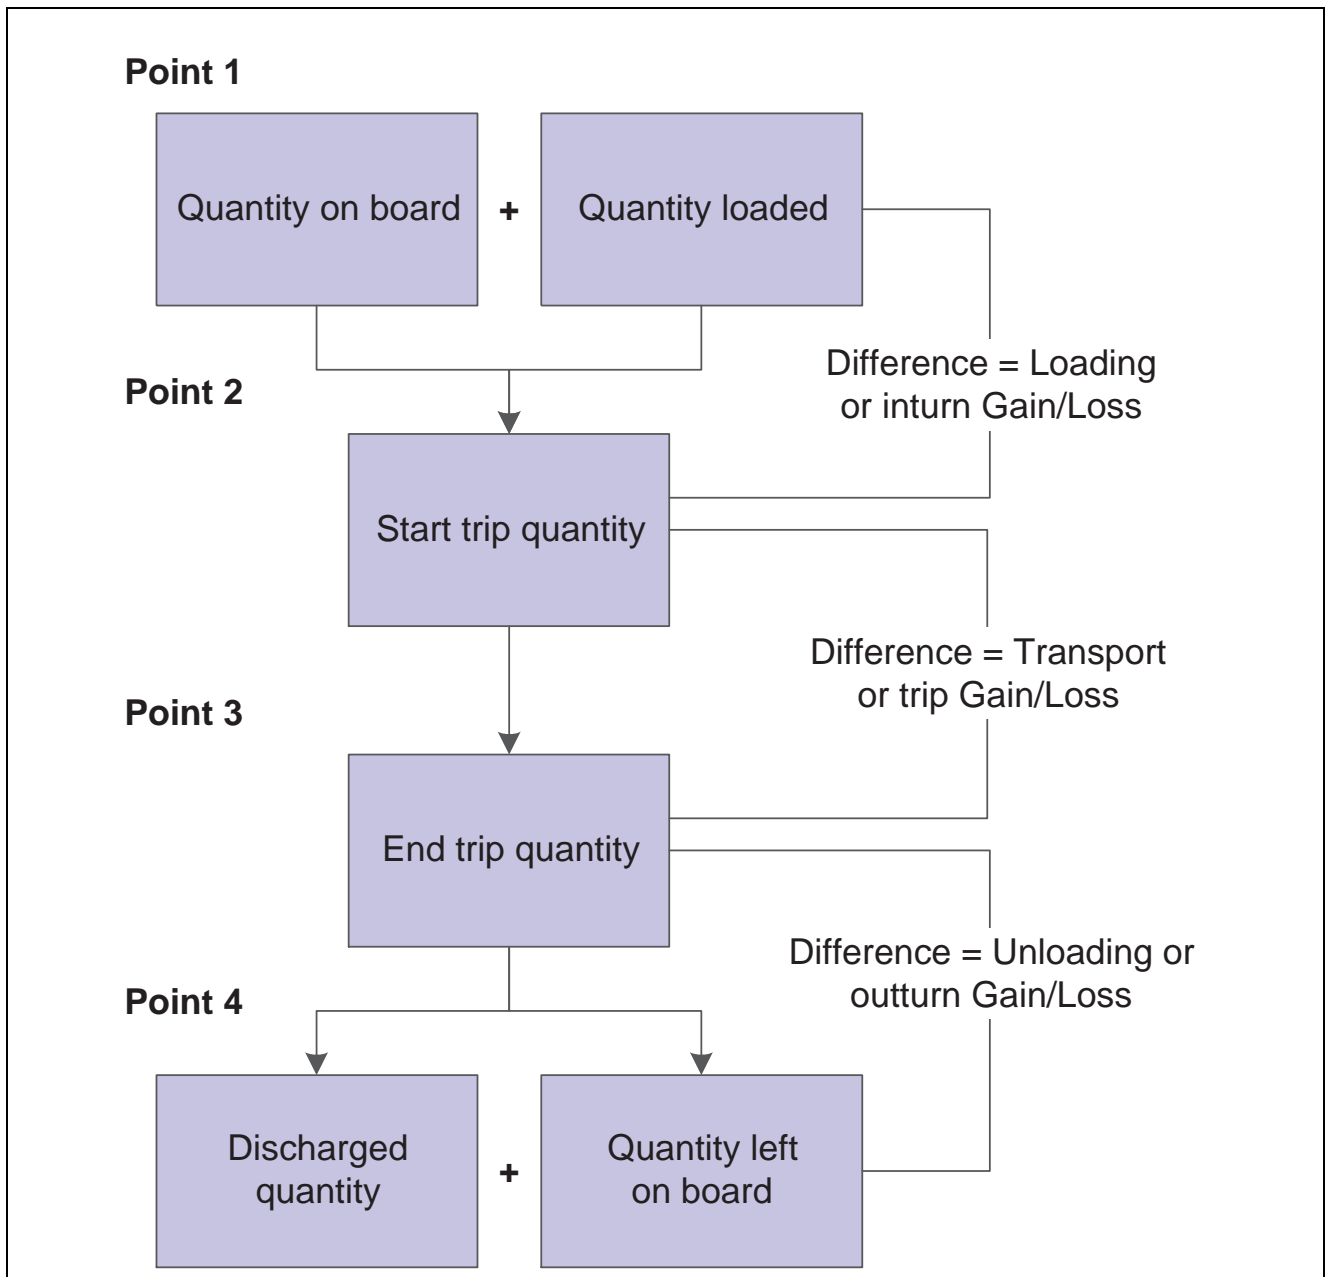 Point 1
Quantity on board
+
Quantity loaded
Difference = Loading
or inturn Gain/Loss
Point 2
Start trip quantity
Difference = Transport
or trip Gain/Loss
Point 3
End trip quantity
Difference = Unloading or
outturn Gain/Loss
Point 4
Discharged
quantity
+
Quantity left
on board